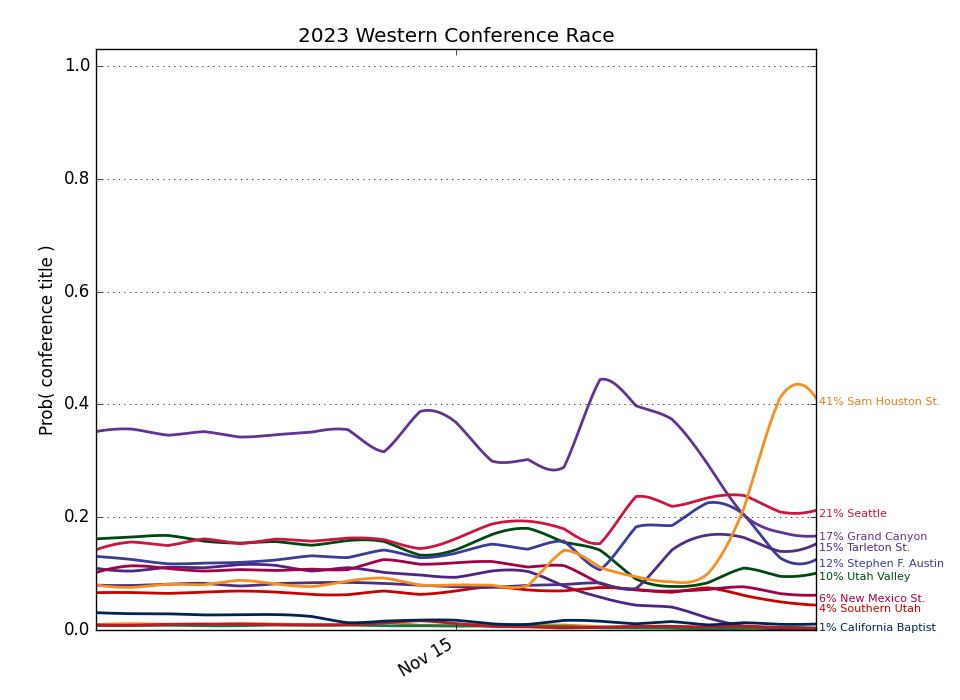 2023 Western Conference Race
Prob( conference title )
1.0
0.8
0.6
0.4
0.2
0.0
Nov 15
41% Sam Houston St.
21% Seattle
17% Grand Canyon
15% Tarleton St.
12% Stephen F. Austin
10% Utah Valley
6% New Mexico St.
4% Southern Utah
1% California Baptist